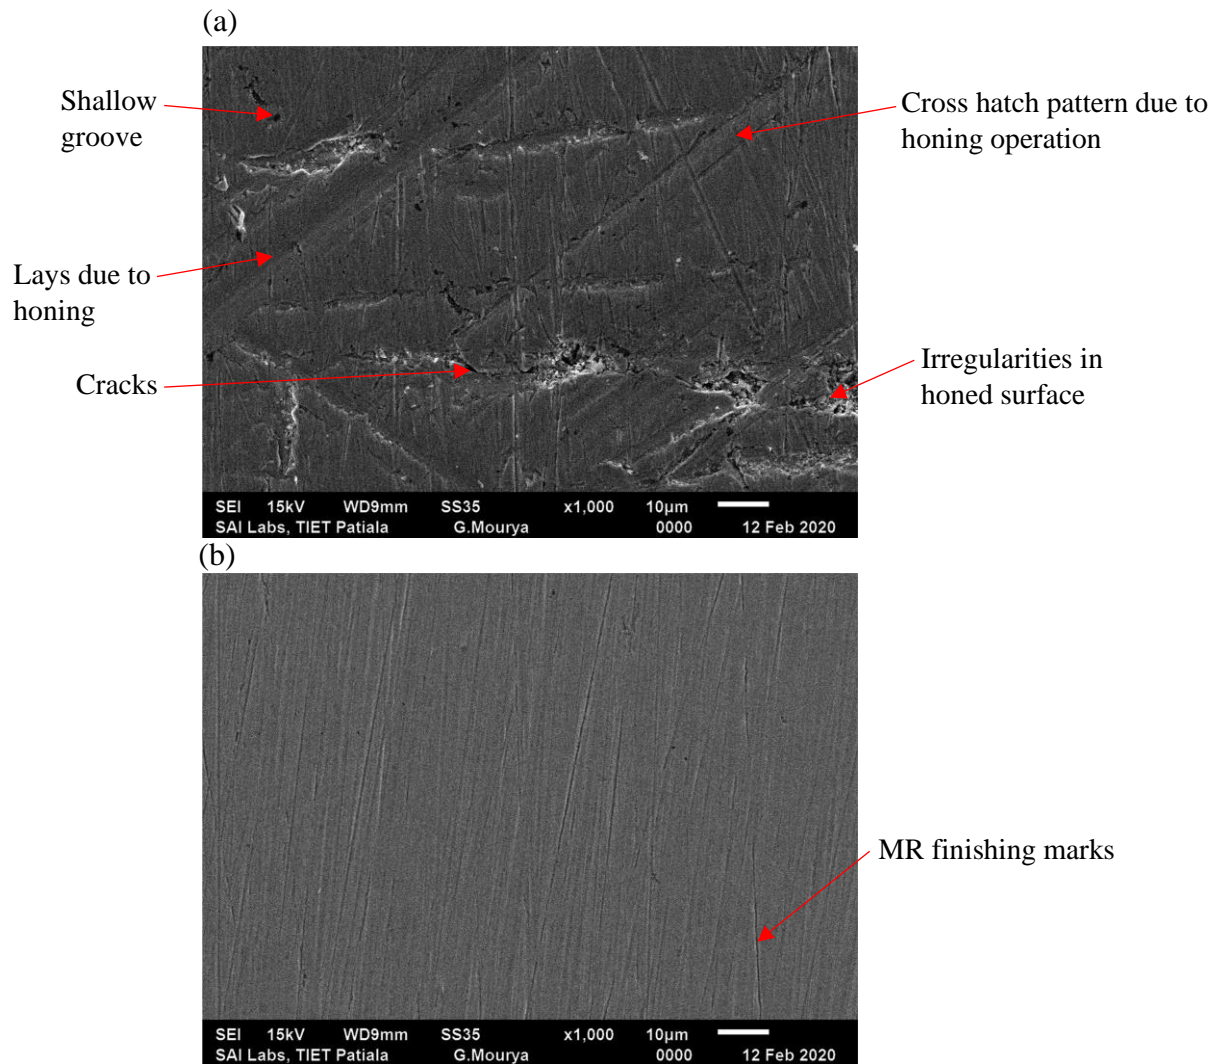 (a)
Shallow
groove
Cross hatch pattern due to
honing operation
Lays due to
honing
Cracks
Irregularities in
honed surface
SEI 15kV WD9mm SS35 x1,000 10µm
SAI Labs, TIET Patiala G.Mourya 0000 12 Feb 2020
(b)
MR finishing marks
SEI 15kV WD9mm SS35 x1,000 10µm
SAI Labs, TIET Patiala G.Mourya 0000 12 Feb 2020